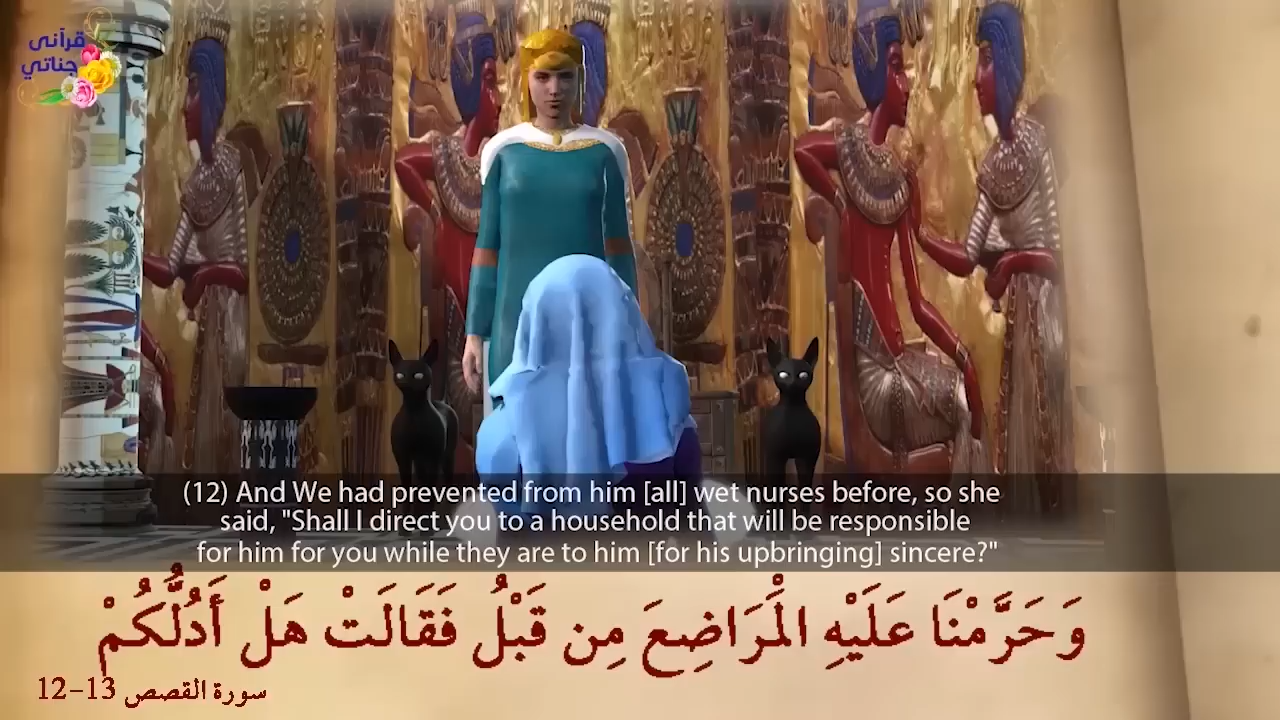 قرآني
جناتي
(12) And We had prevented from him [all] wet nurses before, so she
said, "Shall I direct you to a household that will be responsible
for him for you while they are to him [for his upbringing] sincere?"
وَحَرَّمْنَا عَلَيْهِ الْمَرَاضِعَ مِن قَبْلُ فَقَالَتْ هَلْ أَدُلُّكُمْ
سورة القصص 13-12